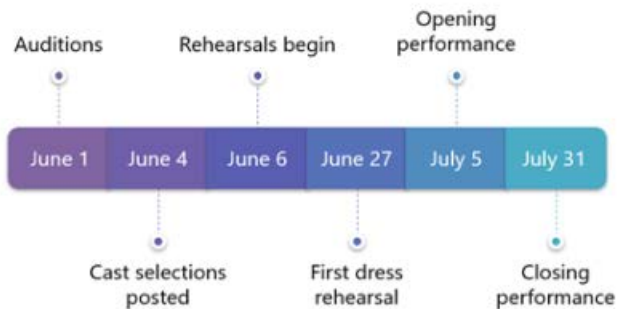 Auditions
Rehearsals begin
Opening
performance
June 1
June 4
June 6
June 27
July 5
July 31
Cast selections
posted
First dress
rehearsal
Closing
performance